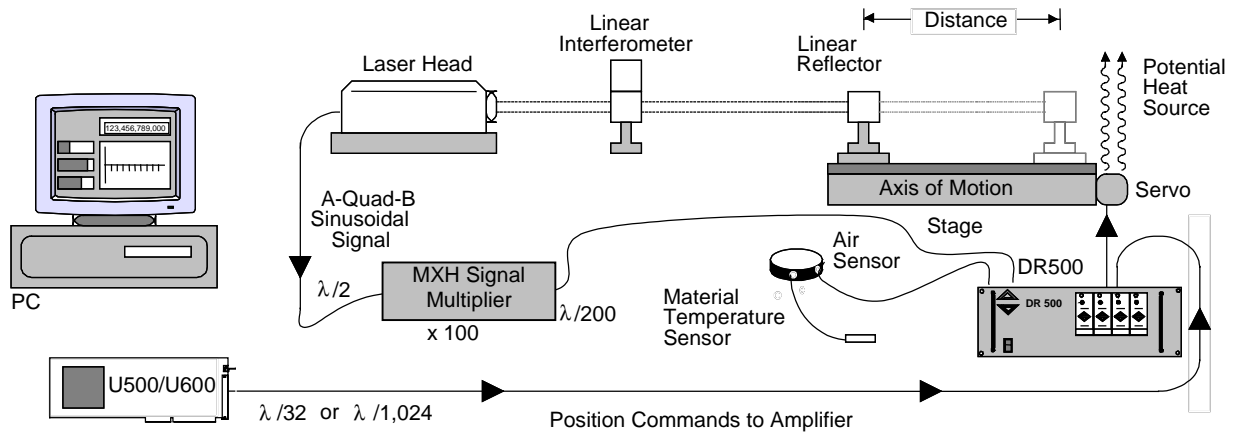 Distance
Linear
Interferometer
Linear
Reflector
Laser Head
Potential
Heat
Source
123,456,789,000
Axis of Motion
Servo
A-Quad-B
Sinusoidal
Signal
Stage
Air
Sensor
DR500
PC
λ/2
MXH Signal
Multiplier
x 100
λ/200
Material
Temperature
Sensor
DR 500
U500/U600
λ/32 or λ/1,024
Position Commands to Amplifier